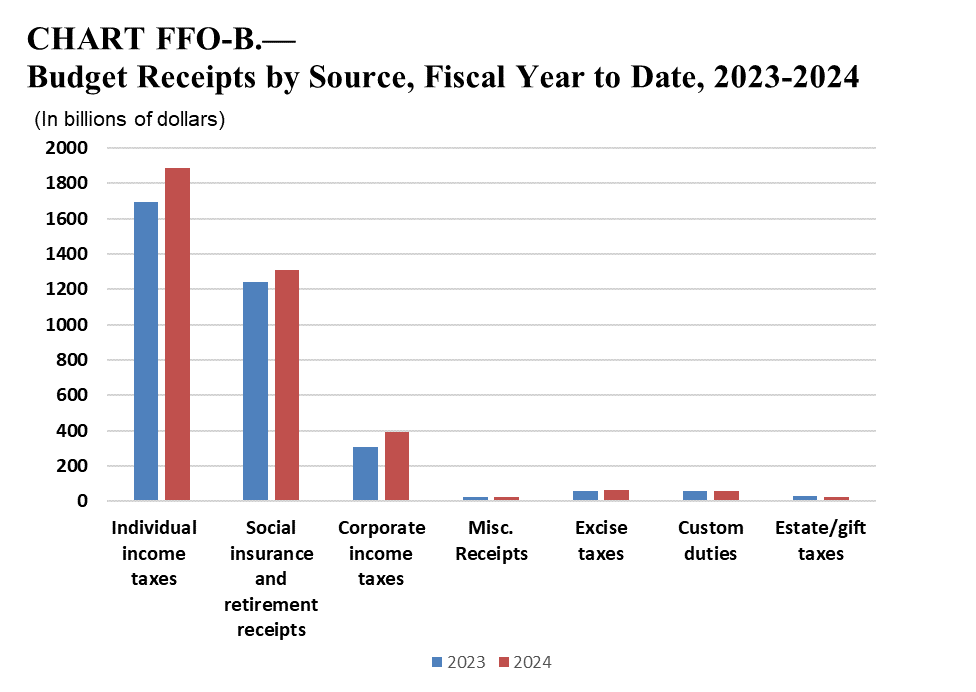 CHART FFO-B.—
Budget Receipts by Source, Fiscal Year to Date, 2023-2024
(In billions of dollars)
2000
1800
1600
1400
1200
1000
800
600
400
200
0
Individual
income
taxes
Social
insurance
and
retirement
receipts
Corporate
income
taxes
Misc.
Receipts
Excise
taxes
Custom
duties
Estate/gift
taxes
2023 2024